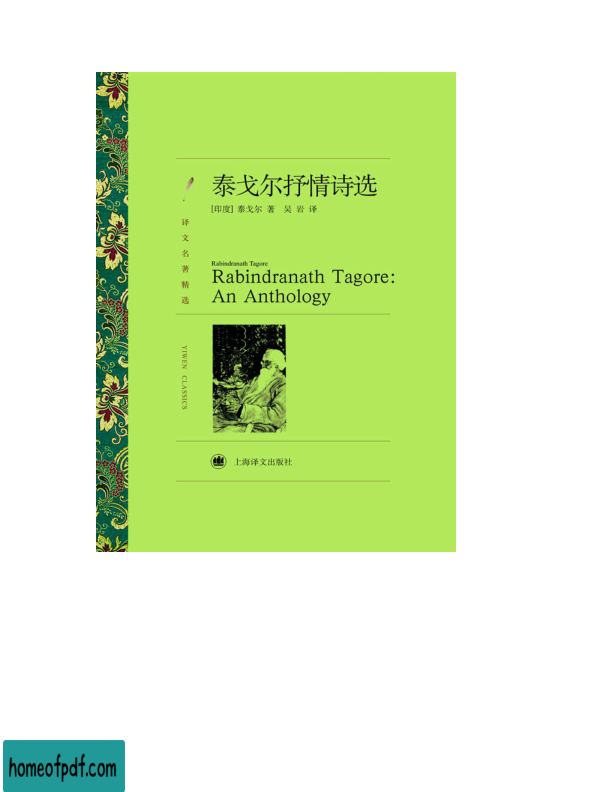 泰戈尔抒情诗选
[印度] 泰戈尔 著 吴 岩 译
译文名著精选
YIWEN CLASSICS
Rabindranath Tagore
Rabindranath Tagore:
An Anthology
上海译文出版社
homeofpdf.com